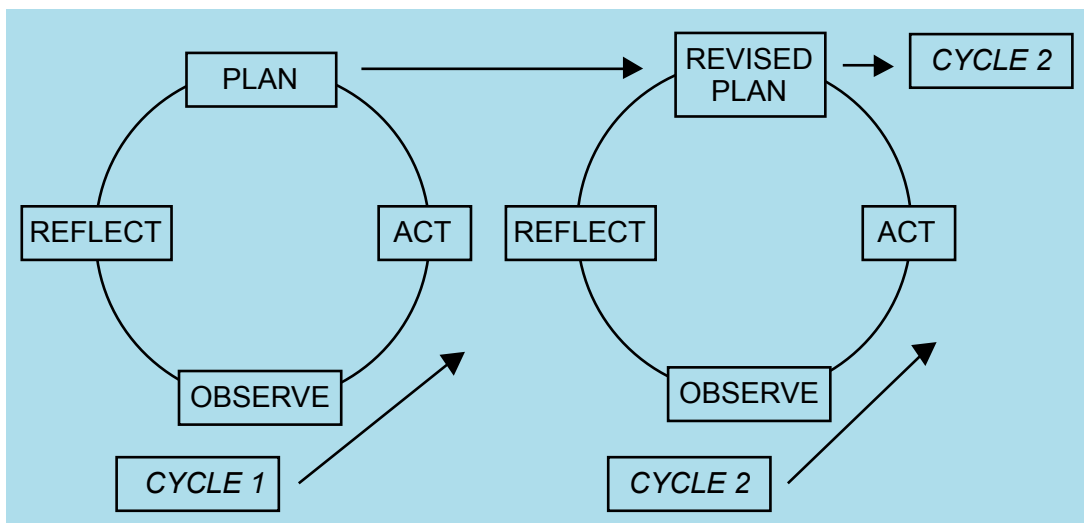 PLAN
REVISED
PLAN
CYCLE 2
REFLECT
ACT
REFLECT
ACT
OBSERVE
OBSERVE
CYCLE 1
CYCLE 2